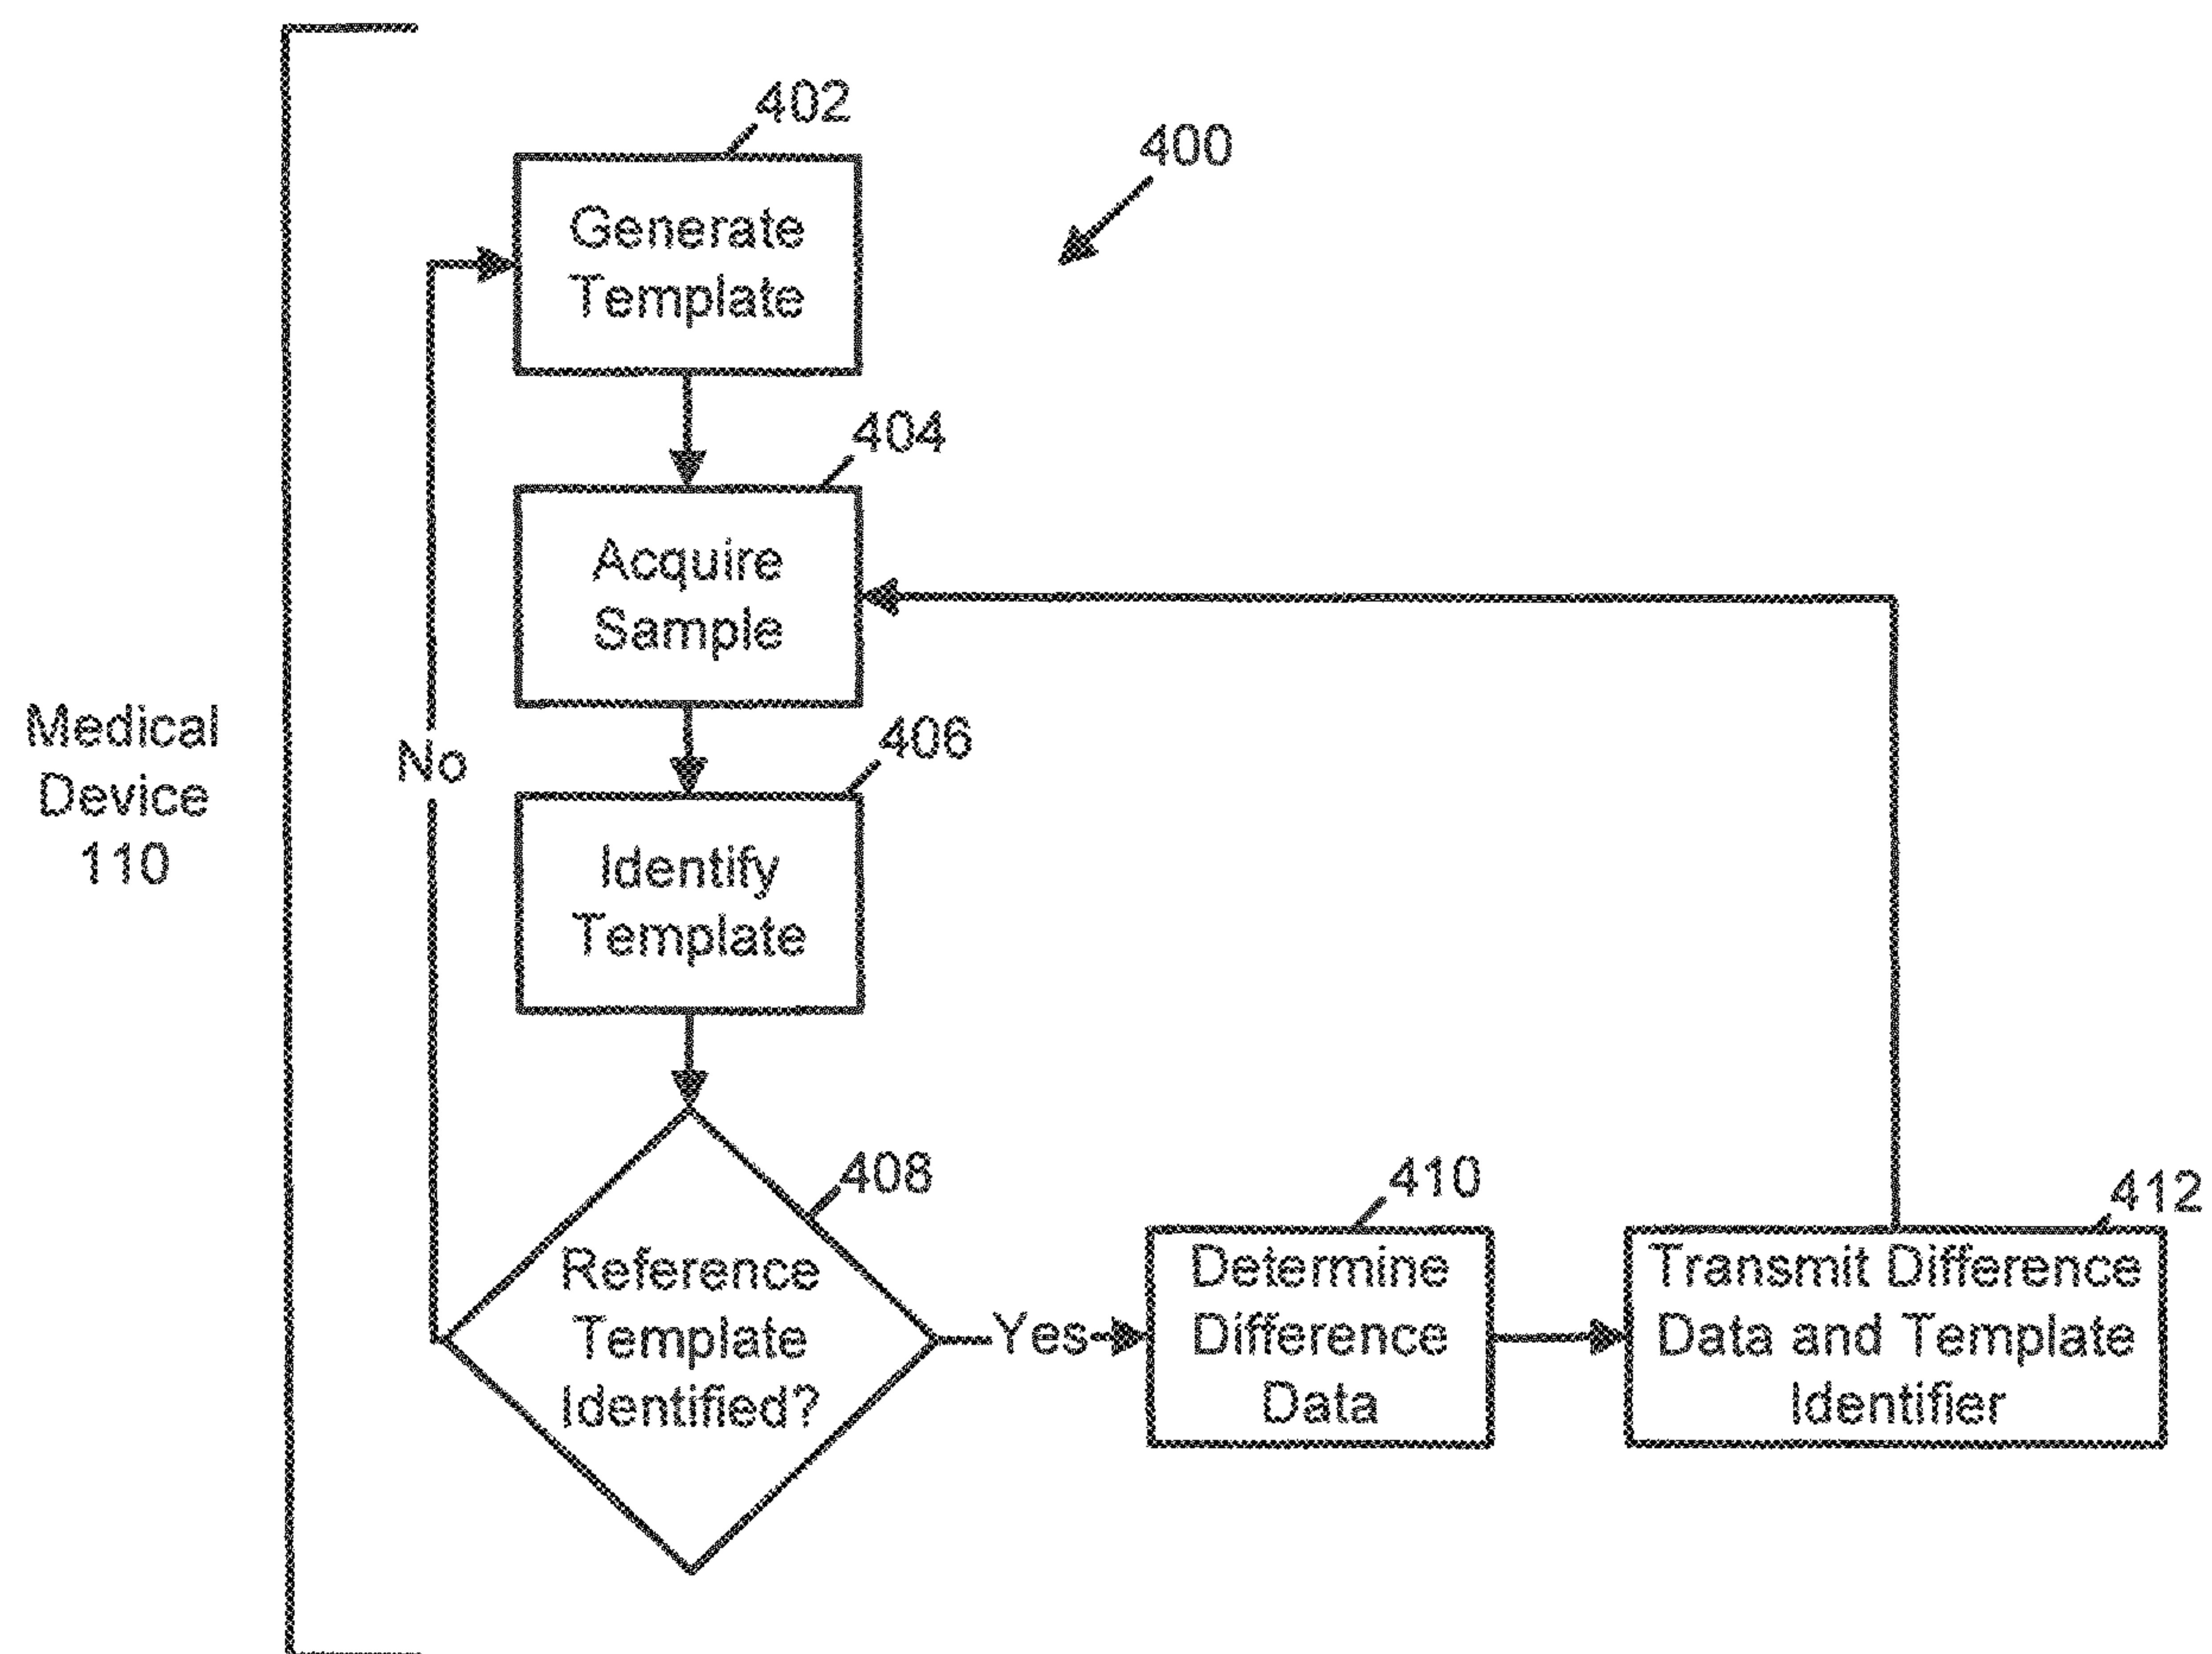 402
400
Generate
Template
404
Acquire
Sample
406
Medical
Device
110
No
Identify
Template
408
Reference
Template
Identified?
Yes
410
Determine
Difference
Data
412
Transmit Difference
Data and Template
Identifier